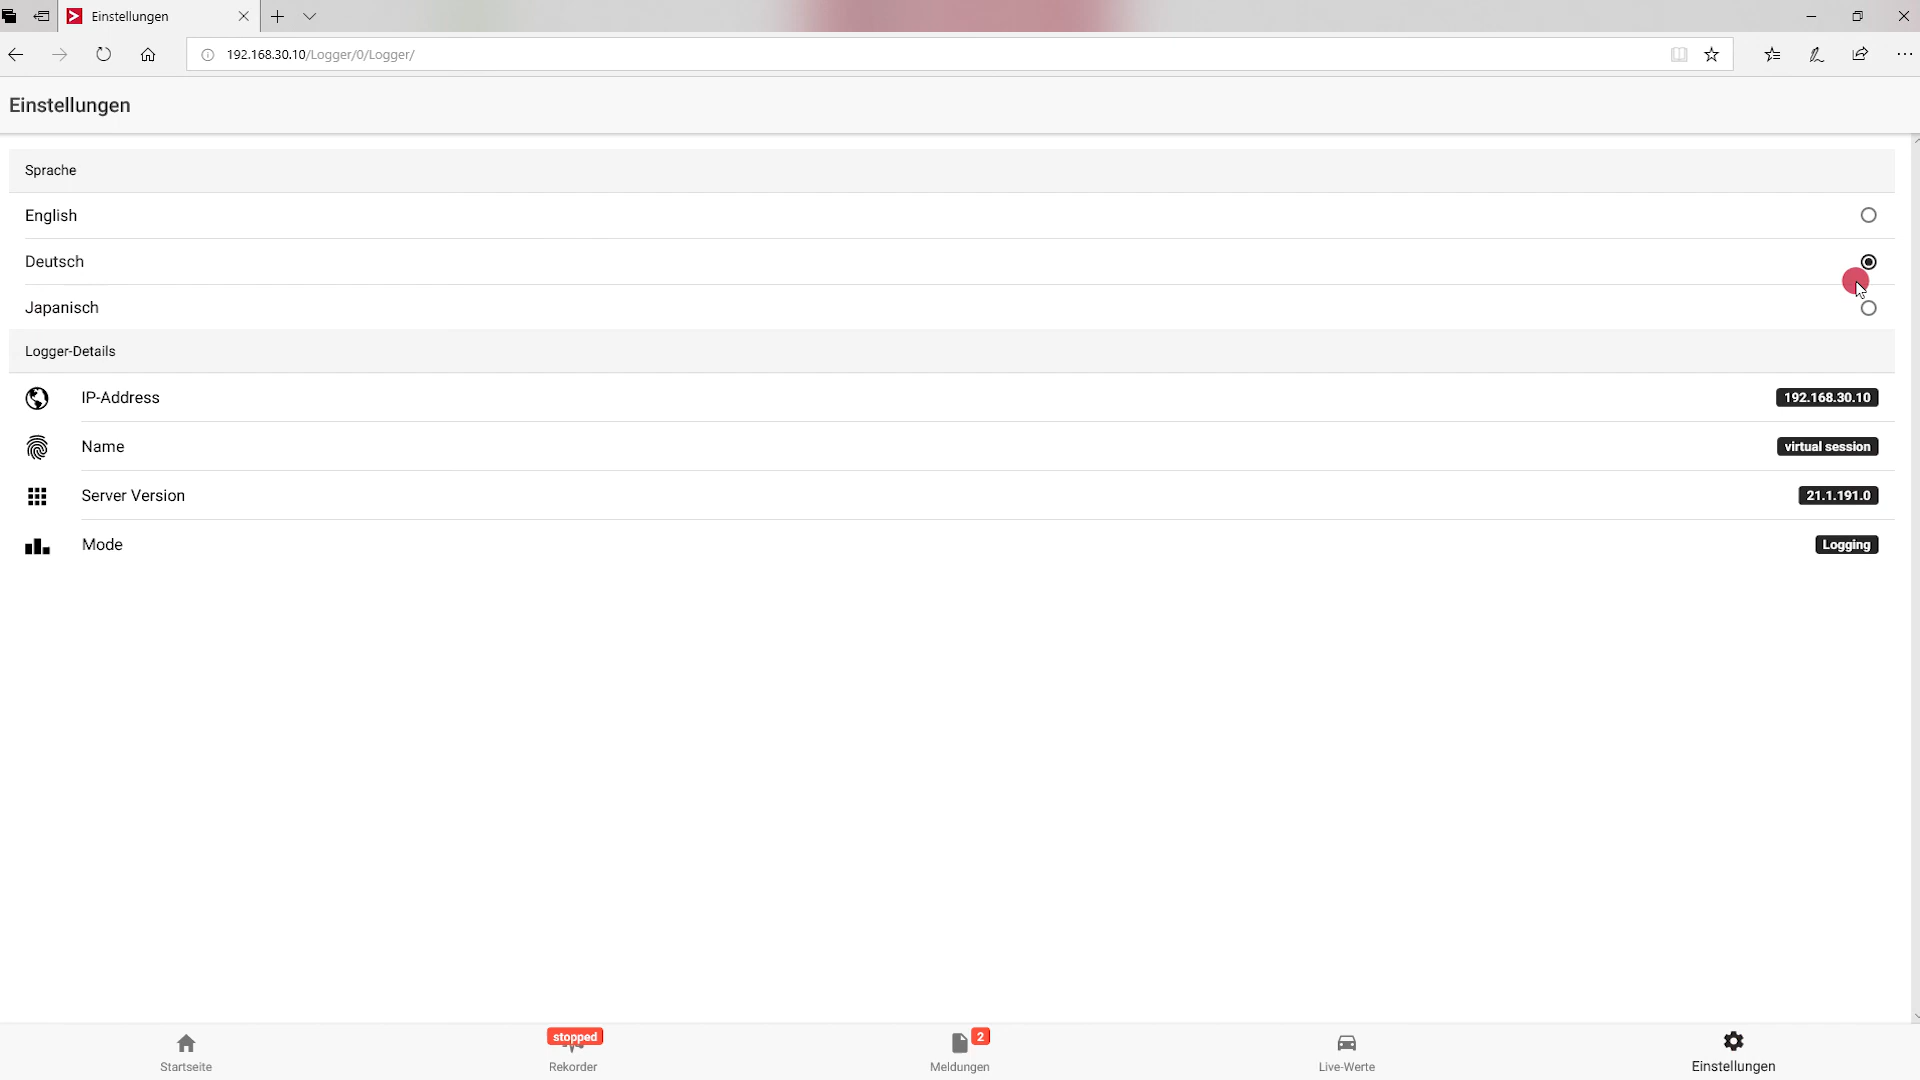 Einstellungen
192.168.30.10/Logger/0/Logger/
Einstellungen
Sprache
English
Deutsch
Japanisch
Logger-Details
IP-Address 192.168.30.10
Name virtual session
Server Version 21.1.191.0
Mode Logging
stopped 2
Startseite Rekorder Meldungen Live-Werte Einstellungen